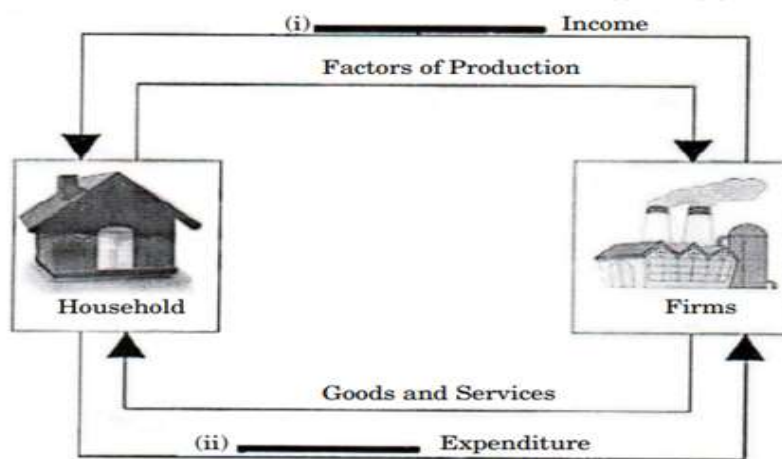 (i) Income
Factors of Production
Household
Firms
Goods and Services
(ii) Expenditure